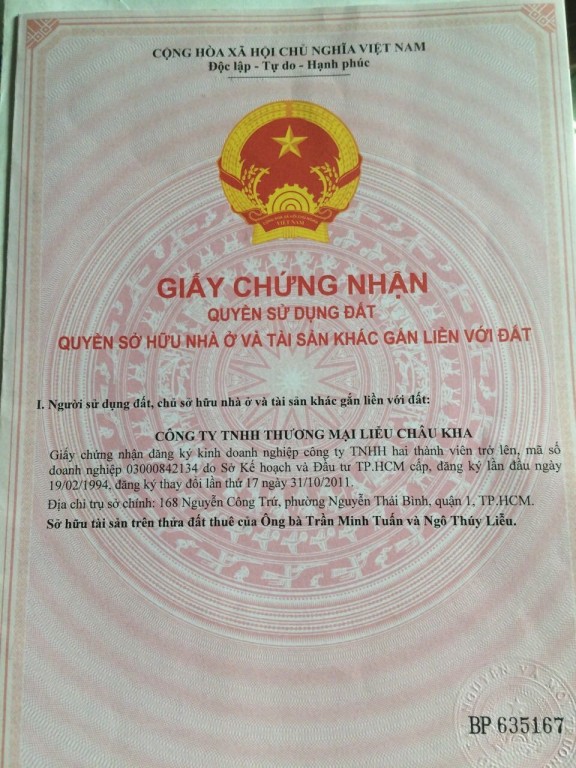 CỘNG HÒA XÃ HỘI CHỦ NGHĨA VIỆT NAM
Độc lập - Tự do - Hạnh phúc
VIỆT NAM
GIẤY CHỨNG NHẬN
QUYỀN SỬ DỤNG ĐẤT
QUYỀN SỞ HỮU NHÀ Ở VÀ TÀI SẢN KHÁC GẮN LIỀN VỚI ĐẤT
I. Người sử dụng đất, chủ sở hữu nhà ở và tài sản khác gắn liền với đất:
CÔNG TY TNHH THƯƠNG MẠI LIỄU CHÂU KHA
Giấy chứng nhận đăng ký kinh doanh nghiệp công ty TNHH hai thành viên trở lên, mã số
doanh nghiệp 03000842134 do Sở Kế hoạch và Đầu tư TP.HCM cấp, đăng ký lần đầu ngày
19/02/1994, đăng ký thay đổi lần thứ 17 ngày 31/10/2011.
Địa chỉ trụ sở chính: 168 Nguyễn Công Trứ, phường Nguyễn Thái Bình, quận 1, TP.HCM.
Sở hữu tài sản trên thửa đất thuê của Ông bà Trần Minh Tuấn và Ngô Thúy Liễu.
NGUYÊN VÀ MÔI
BP 635167